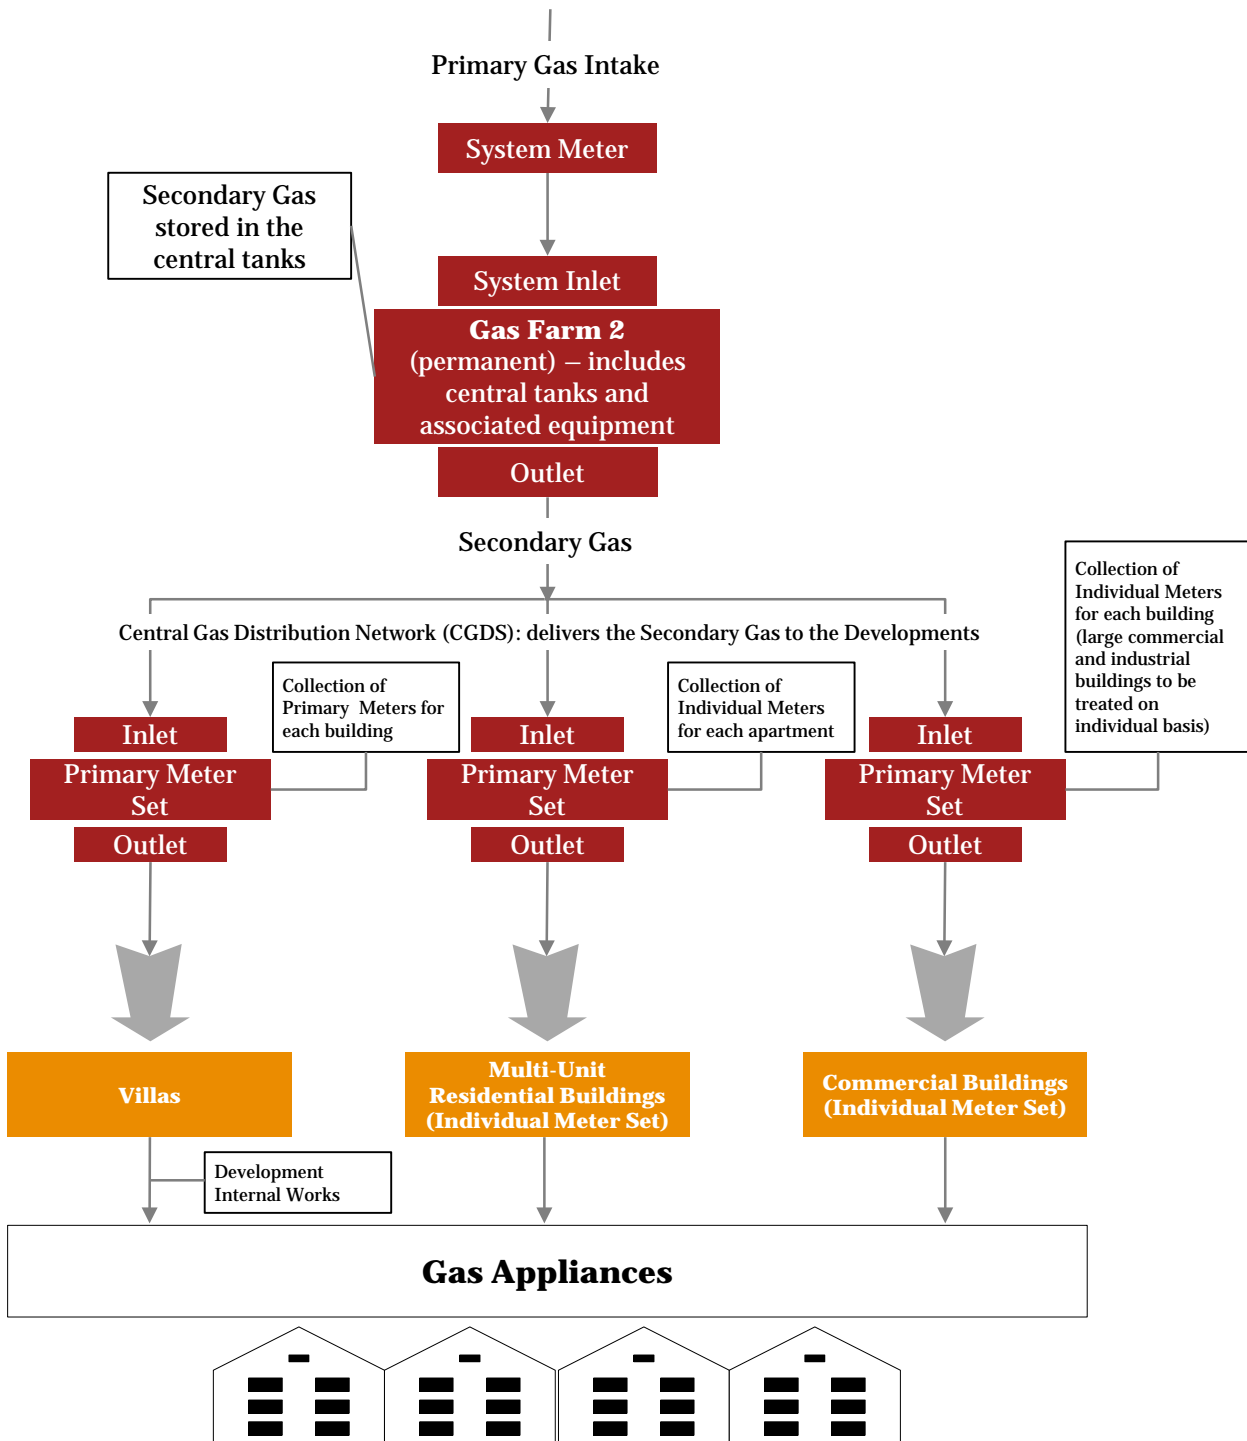 Primary Gas Intake
System Meter
Secondary Gas
stored in the
central tanks
System Inlet
Gas Farm 2
(permanent) – includes
central tanks and
associated equipment
Outlet
Secondary Gas
Collection of
Individual Meters
for each building
(large commercial
and industrial
buildings to be
treated on
individual basis)
Central Gas Distribution Network (CGDS): delivers the Secondary Gas to the Developments
Collection of
Primary Meters for
each building
Collection of
Individual Meters
for each apartment
Inlet
Primary Meter
Set
Outlet
Inlet
Primary Meter
Set
Outlet
Inlet
Primary Meter
Set
Outlet
Villas
Multi-Unit
Residential Buildings
(Individual Meter Set)
Commercial Buildings
(Individual Meter Set)
Development
Internal Works
Gas Appliances